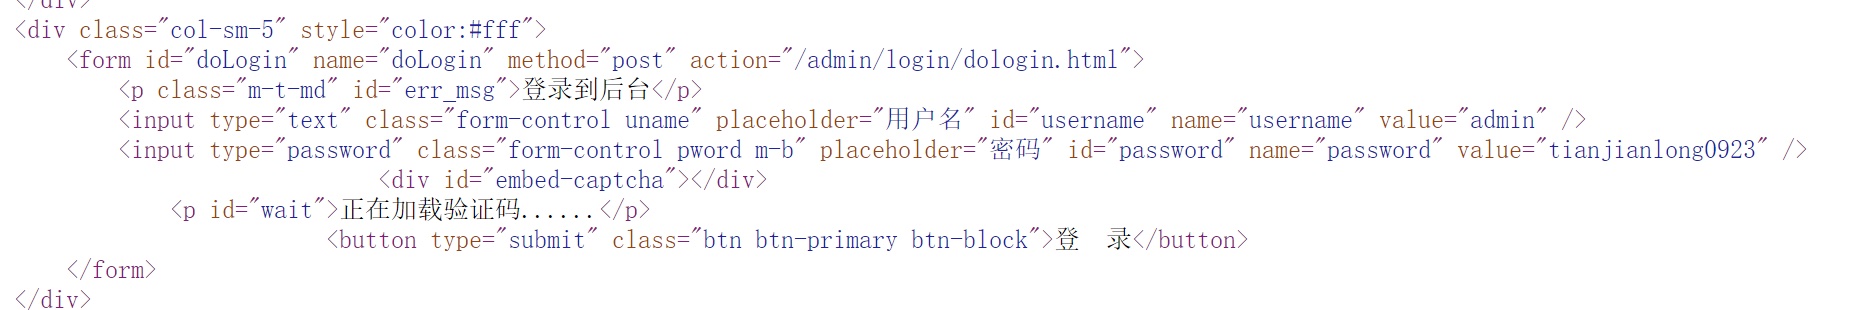 </div>
<div class="col-sm-5" style="color:#fff">
<form id="doLogin" name="doLogin" method="post" action="/admin/login/dologin.html">
<p class="m-t-md" id="err_msg">登录到后台</p>
<input type="text" class="form-control uname" placeholder="用户名" id="username" name="username" value="admin" />
<input type="password" class="form-control pword m-b" placeholder="密码" id="password" name="password" value="tianjianlong0923" />
<div id="embed-captcha"></div>
<p id="wait">正在加载验证码......</p>
<button type="submit" class="btn btn-primary btn-block">登　录</button>
</form>
</div>